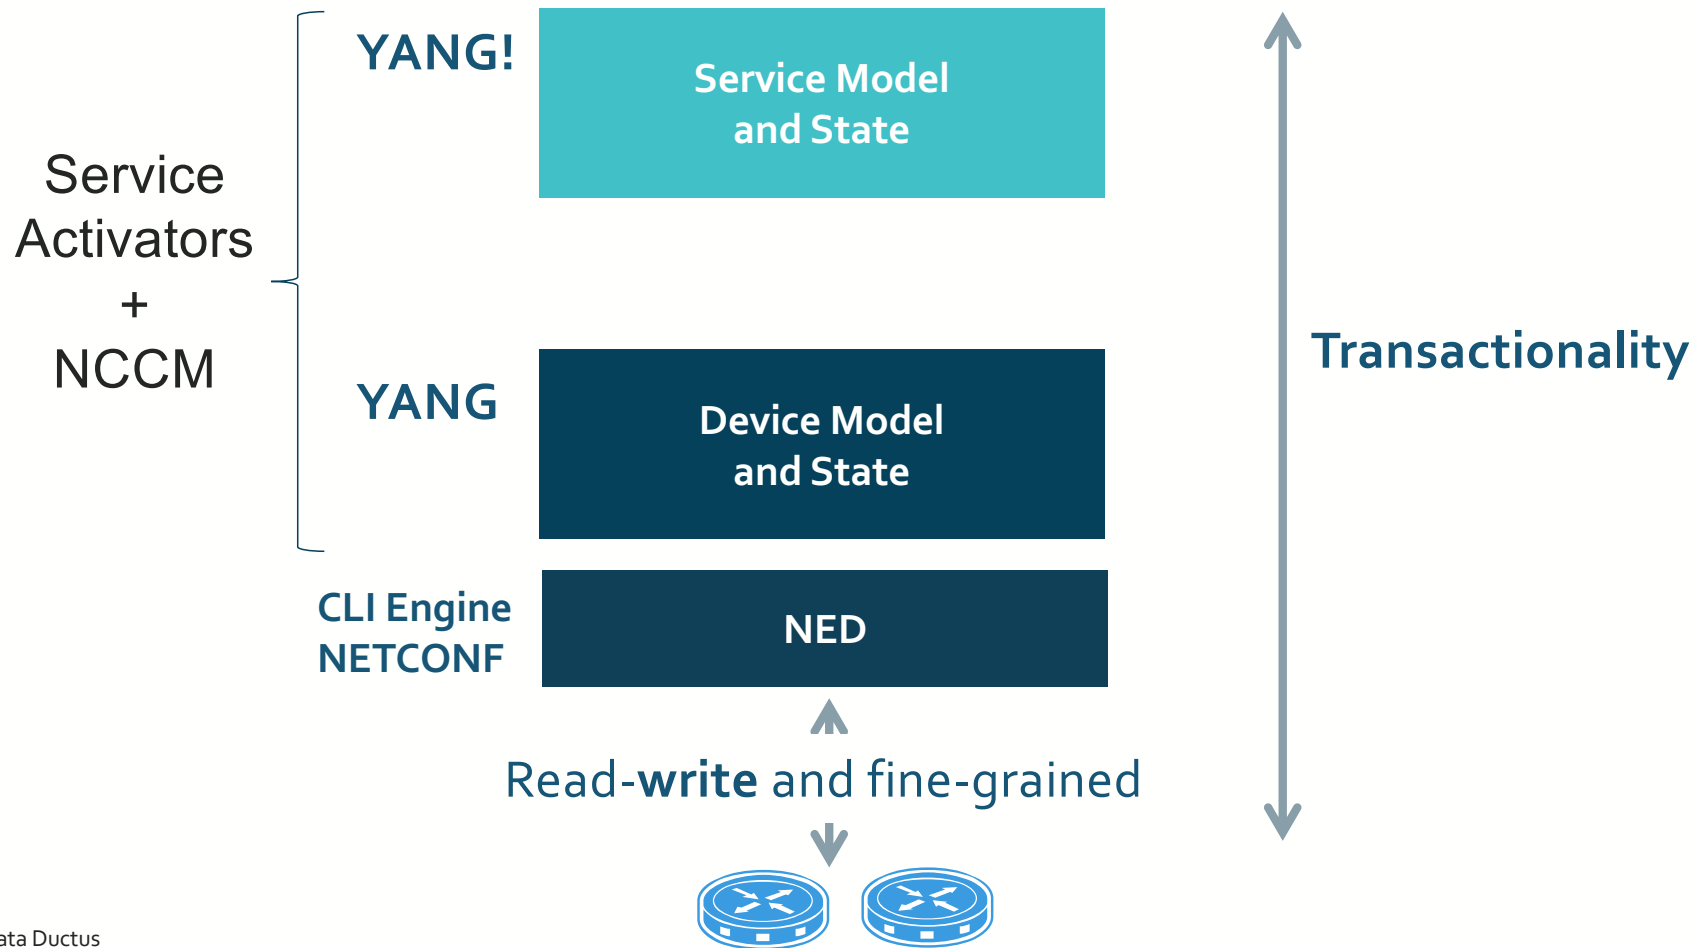 YANG!
Service Model
and State
Service
Activators
+
NCCM
Transactionality
YANG
Device Model
and State
CLI Engine
NETCONF
NED
Read-write and fine-grained
Ductus